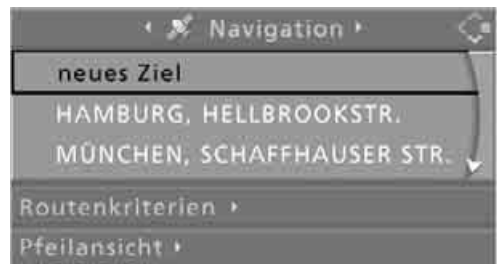 Navigation
neues Ziel
HAMBURG, HELLBROOKSTR.
MÜNCHEN, SCHAFFHAUSER STR.
Routenkriterien
Pfeilansicht